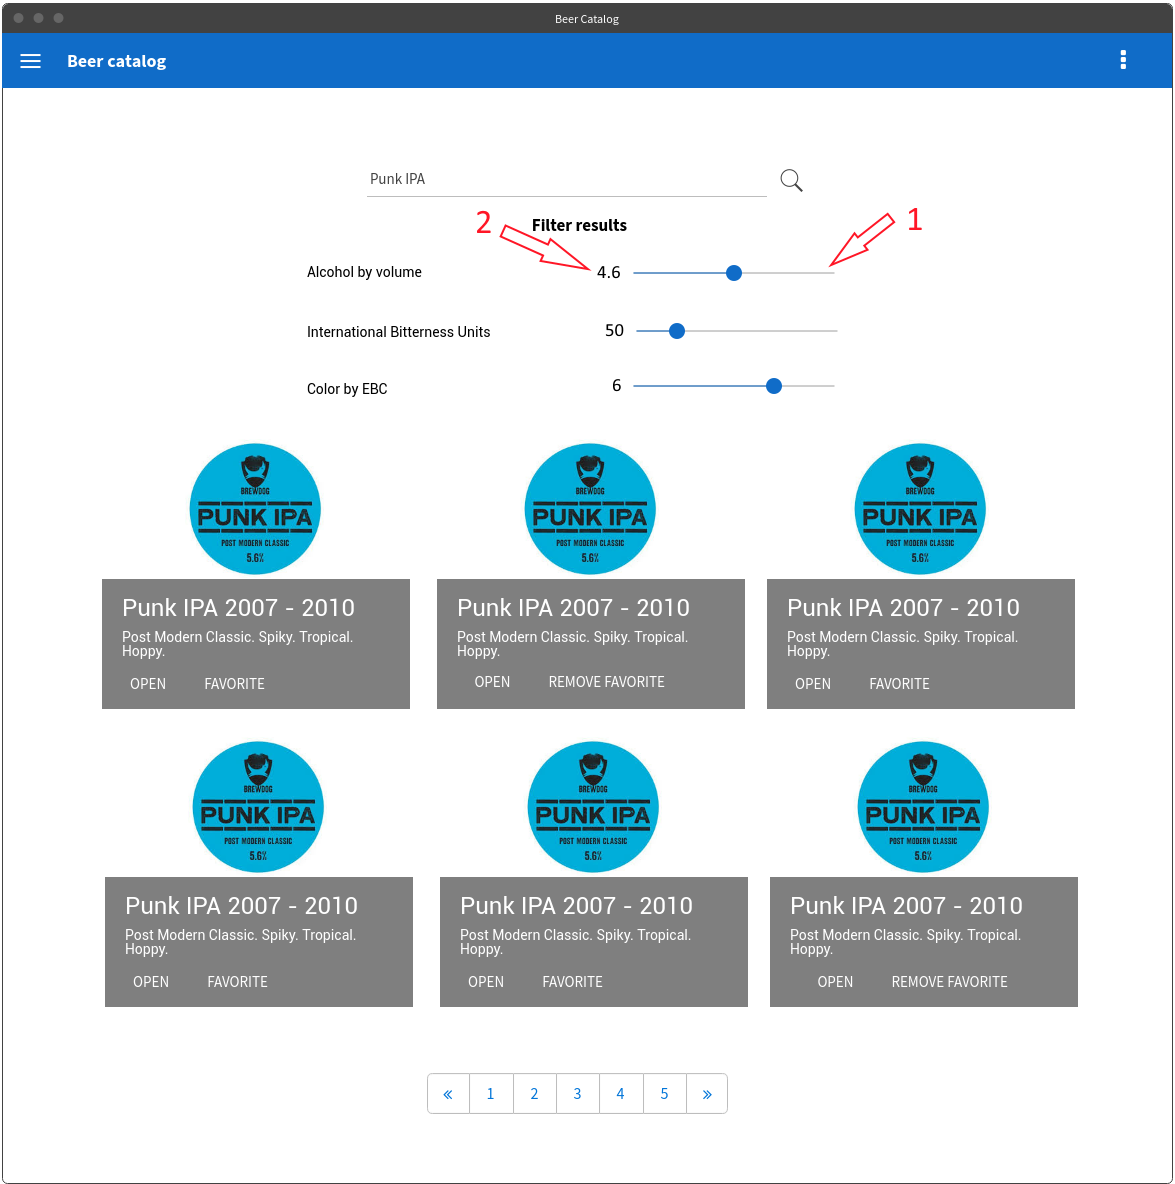 Beer Catalog
Beer catalog
Punk IPA
2
Filter results
1
Alcohol by volume
4.6
International Bitterness Units
50
Color by EBC
6
BREWDOG
PUNK IPA
POST MODERN CLASSIC
5.6%
BREWDOG
PUNK IPA
POST MODERN CLASSIC
5.6%
BREWDOG
PUNK IPA
POST MODERN CLASSIC
5.6%
Punk IPA 2007 - 2010
Post Modern Classic. Spiky. Tropical.
Hoppy.
OPEN FAVORITE
Punk IPA 2007 - 2010
Post Modern Classic. Spiky. Tropical.
Hoppy.
OPEN REMOVE FAVORITE
Punk IPA 2007 - 2010
Post Modern Classic. Spiky. Tropical.
Hoppy.
OPEN FAVORITE
BREWDOG
PUNK IPA
POST MODERN CLASSIC
5.6%
BREWDOG
PUNK IPA
POST MODERN CLASSIC
5.6%
BREWDOG
PUNK IPA
POST MODERN CLASSIC
5.6%
Punk IPA 2007 - 2010
Post Modern Classic. Spiky. Tropical.
Hoppy.
OPEN FAVORITE
Punk IPA 2007 - 2010
Post Modern Classic. Spiky. Tropical.
Hoppy.
OPEN FAVORITE
Punk IPA 2007 - 2010
Post Modern Classic. Spiky. Tropical.
Hoppy.
OPEN REMOVE FAVORITE
« 1 2 3 4 5 »